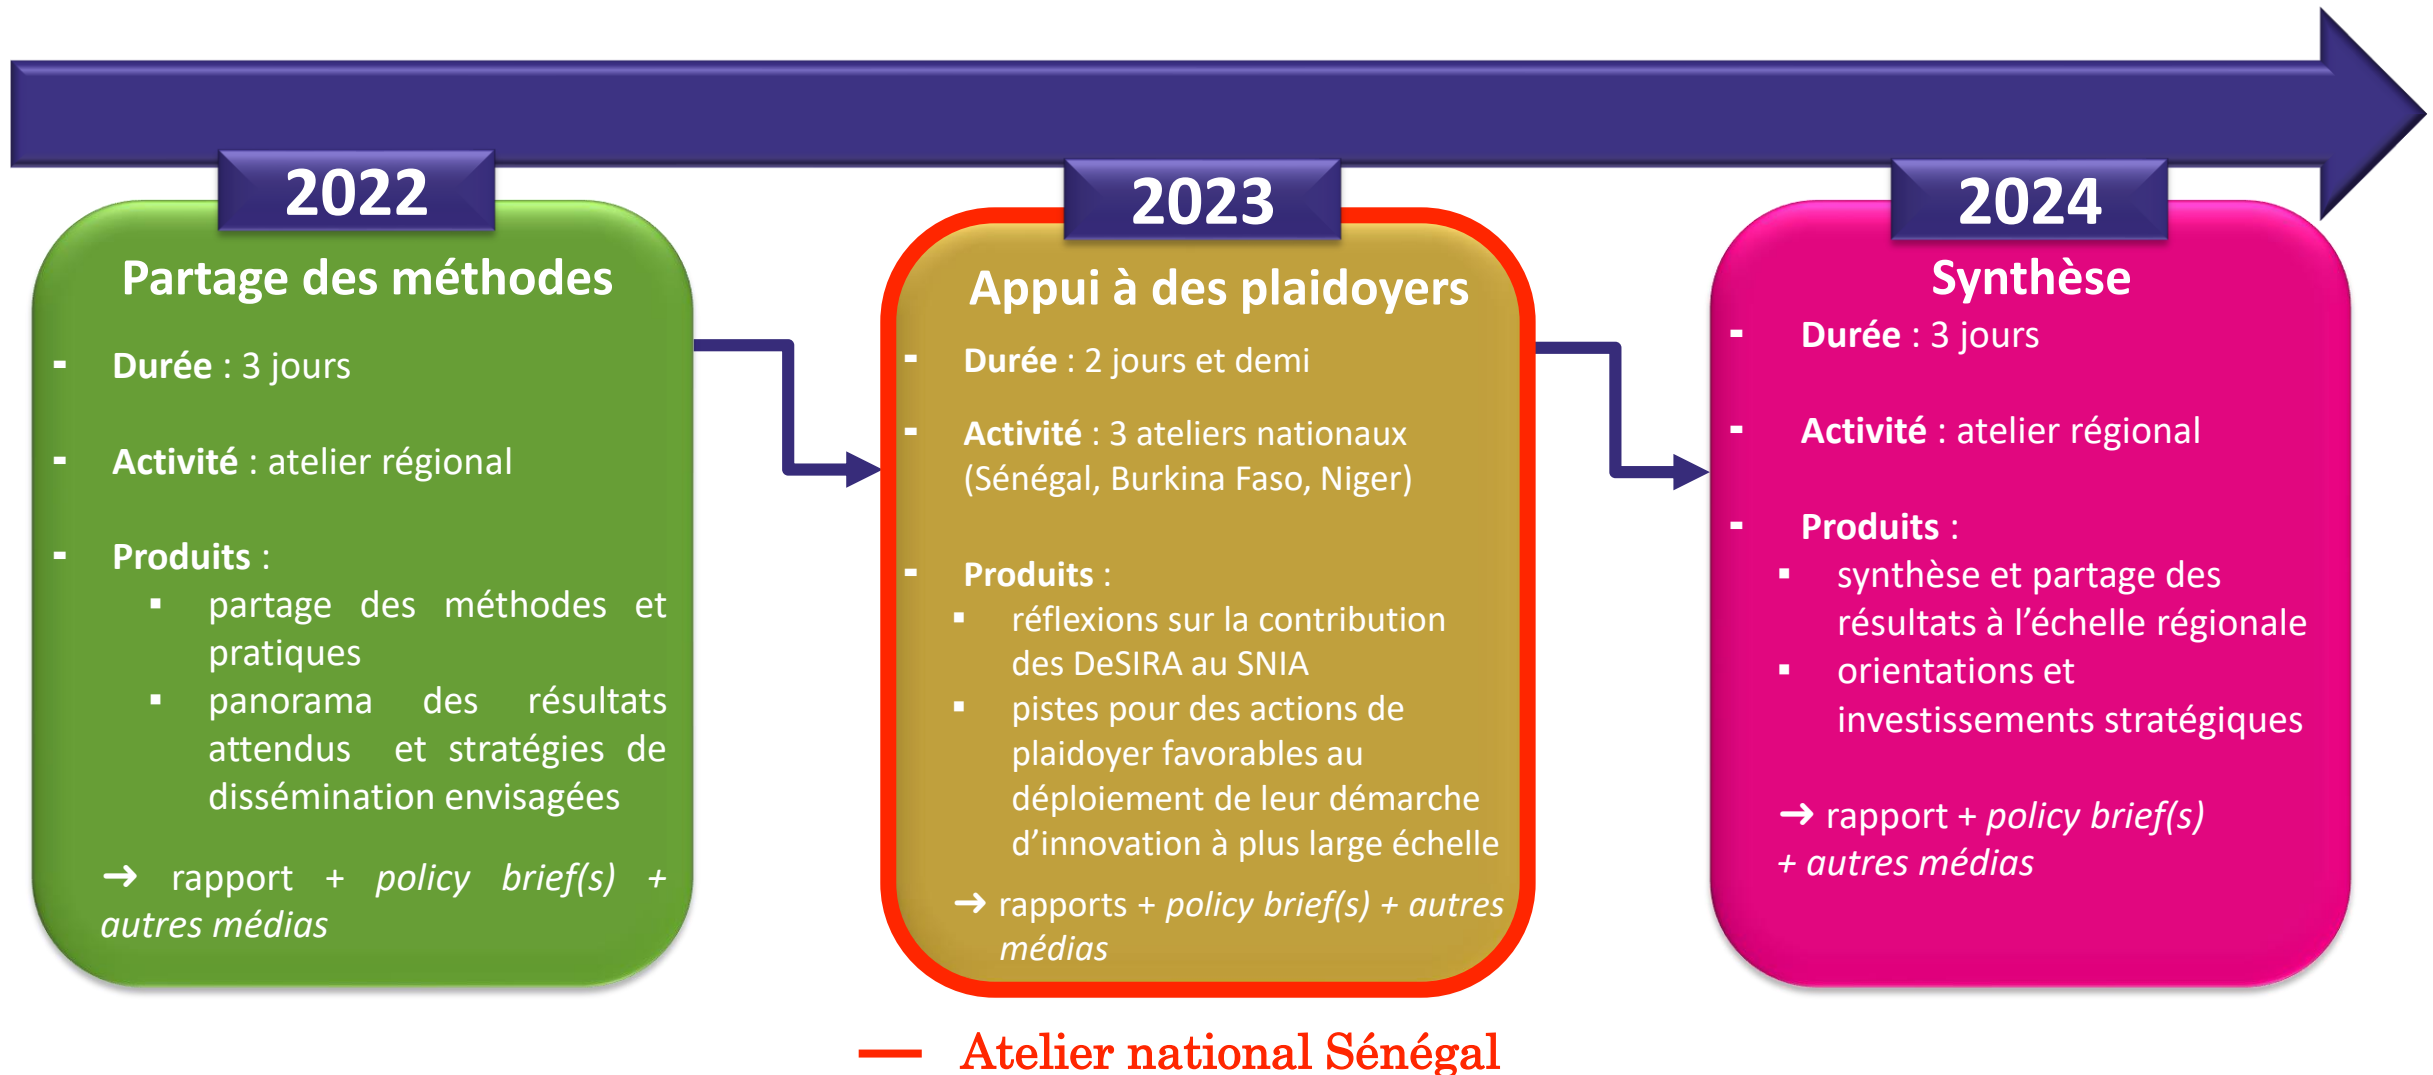 2022
Partage des méthodes
- Durée : 3 jours
- Activité : atelier régional
- Produits :
▪ partage des méthodes et
pratiques
▪ panorama des résultats
attendus et stratégies de
dissémination envisagées
➔ rapport + policy brief(s) +
autres médias
2023
Appui à des plaidoyers
- Durée : 2 jours et demi
- Activité : 3 ateliers nationaux
(Sénégal, Burkina Faso, Niger)
- Produits :
▪ réflexions sur la contribution
des DeSIRA au SNIA
▪ pistes pour des actions de
plaidoyer favorables au
déploiement de leur démarche
d’innovation à plus large échelle
➔ rapports + policy brief(s) + autres
médias
2024
Synthèse
- Durée : 3 jours
- Activité : atelier régional
- Produits :
▪ synthèse et partage des
résultats à l’échelle régionale
▪ orientations et
investissements stratégiques
➔ rapport + policy brief(s)
+ autres médias
Atelier national Sénégal